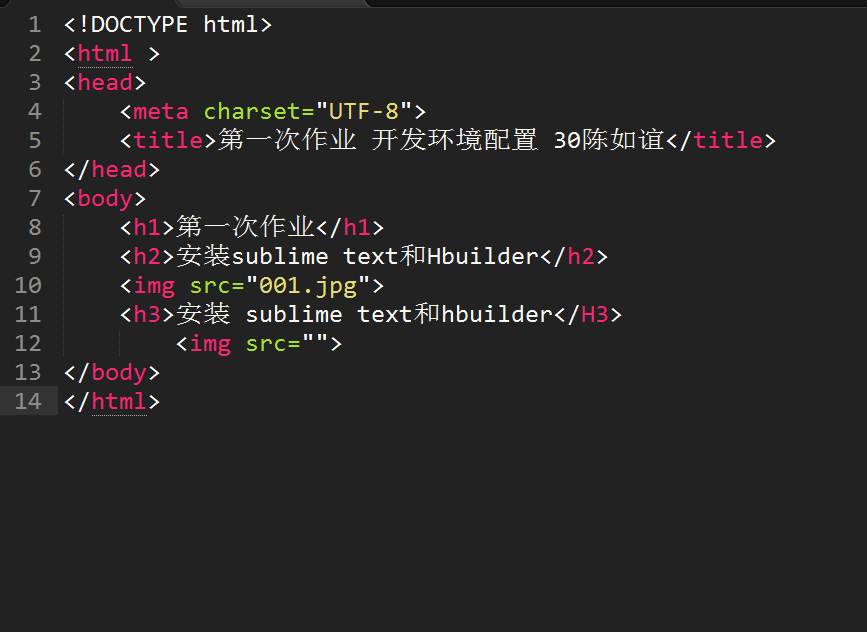 1 <!DOCTYPE html>
2 <html >
3 <head>
4     <meta charset="UTF-8">
5     <title>第一次作业 开发环境配置 30陈如谊</title>
6 </head>
7 <body>
8     <h1>第一次作业</h1>
9     <h2>安装sublime text和Hbuilder</h2>
10     <img src="001.jpg">
11     <h3>安装 sublime text和hbuilder</H3>
12         <img src="">
13 </body>
14 </html>